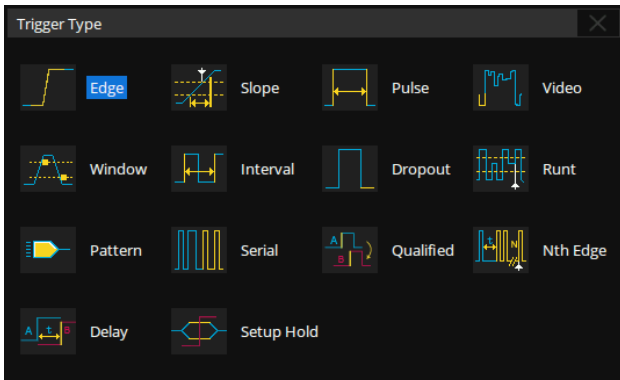 Trigger Type
Edge Slope Pulse Video
Window Interval Dropout Runt
Pattern Serial A B Qualified t N Nth Edge
A t B Delay Setup Hold